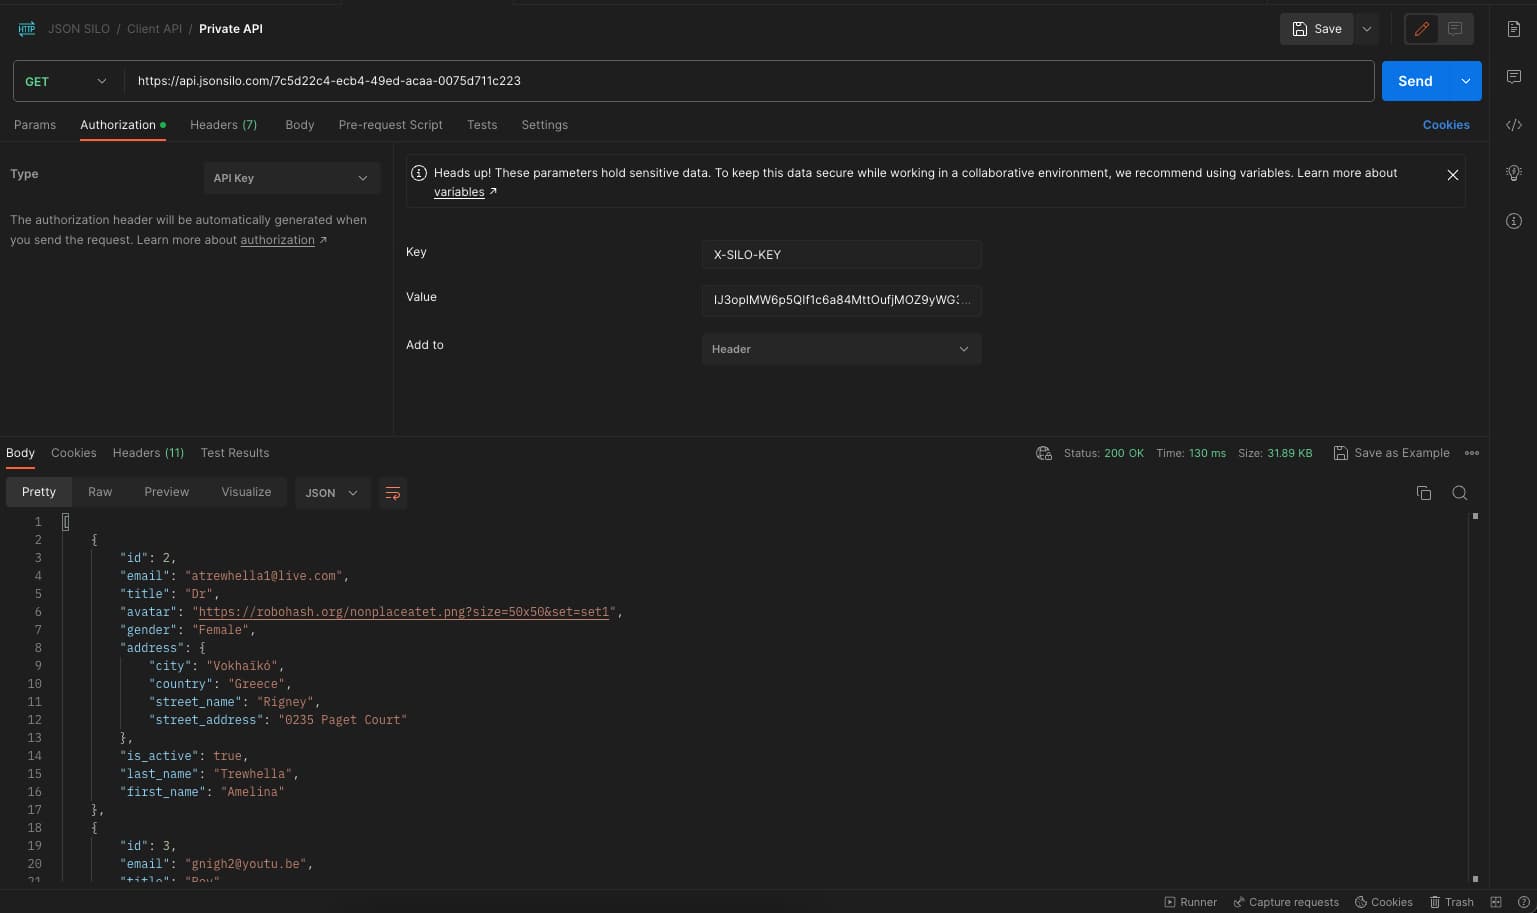 HTTP JSON SILO / Client API / Private API Save
GET https://api.jsonsilo.com/7c5d22c4-ecb4-49ed-acaa-0075d711c223 Send
Params Authorization Headers (7) Body Pre-request Script Tests Settings Cookies
Type API Key
The authorization header will be automatically generated when
you send the request. Learn more about authorization ↗
Heads up! These parameters hold sensitive data. To keep this data secure while working in a collaborative environment, we recommend using variables. Learn more about
variables ↗
Key X-SILO-KEY
Value IJ3opIMW6p5QIf1c6a84MttOufjMOZ9yWG3...
Add to Header
Body Cookies Headers (11) Test Results Status: 200 OK Time: 130 ms Size: 31.89 KB Save as Example
Pretty Raw Preview Visualize JSON
1 [
2 {
3 "id": 2,
4 "email": "atrewhella1@live.com",
5 "title": "Dr",
6 "avatar": "https://robohash.org/nonplaceatet.png?size=50x50&set=set1",
7 "gender": "Female",
8 "address": {
9 "city": "Vokhaïkó",
10 "country": "Greece",
11 "street_name": "Rigney",
12 "street_address": "0235 Paget Court"
13 },
14 "is_active": true,
15 "last_name": "Trewhella",
16 "first_name": "Amelina"
17 },
18 {
19 "id": 3,
20 "email": "gnigh2@youtu.be",
21 "title": "Rev"
Runner Capture requests Cookies Trash